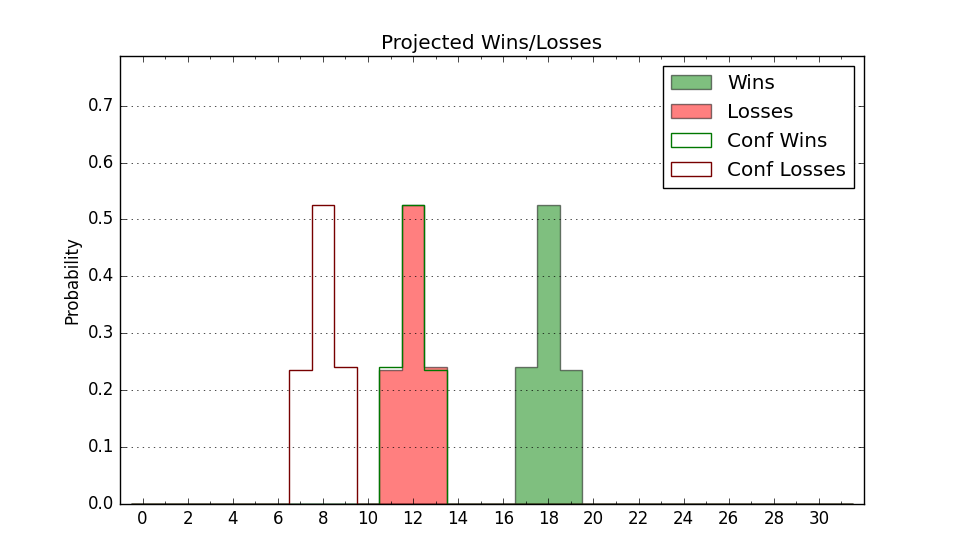 Projected Wins/Losses
Wins
Losses
Conf Wins
Conf Losses
Probability
0.7
0.6
0.5
0.4
0.3
0.2
0.1
0.0
0 2 4 6 8 10 12 14 16 18 20 22 24 26 28 30